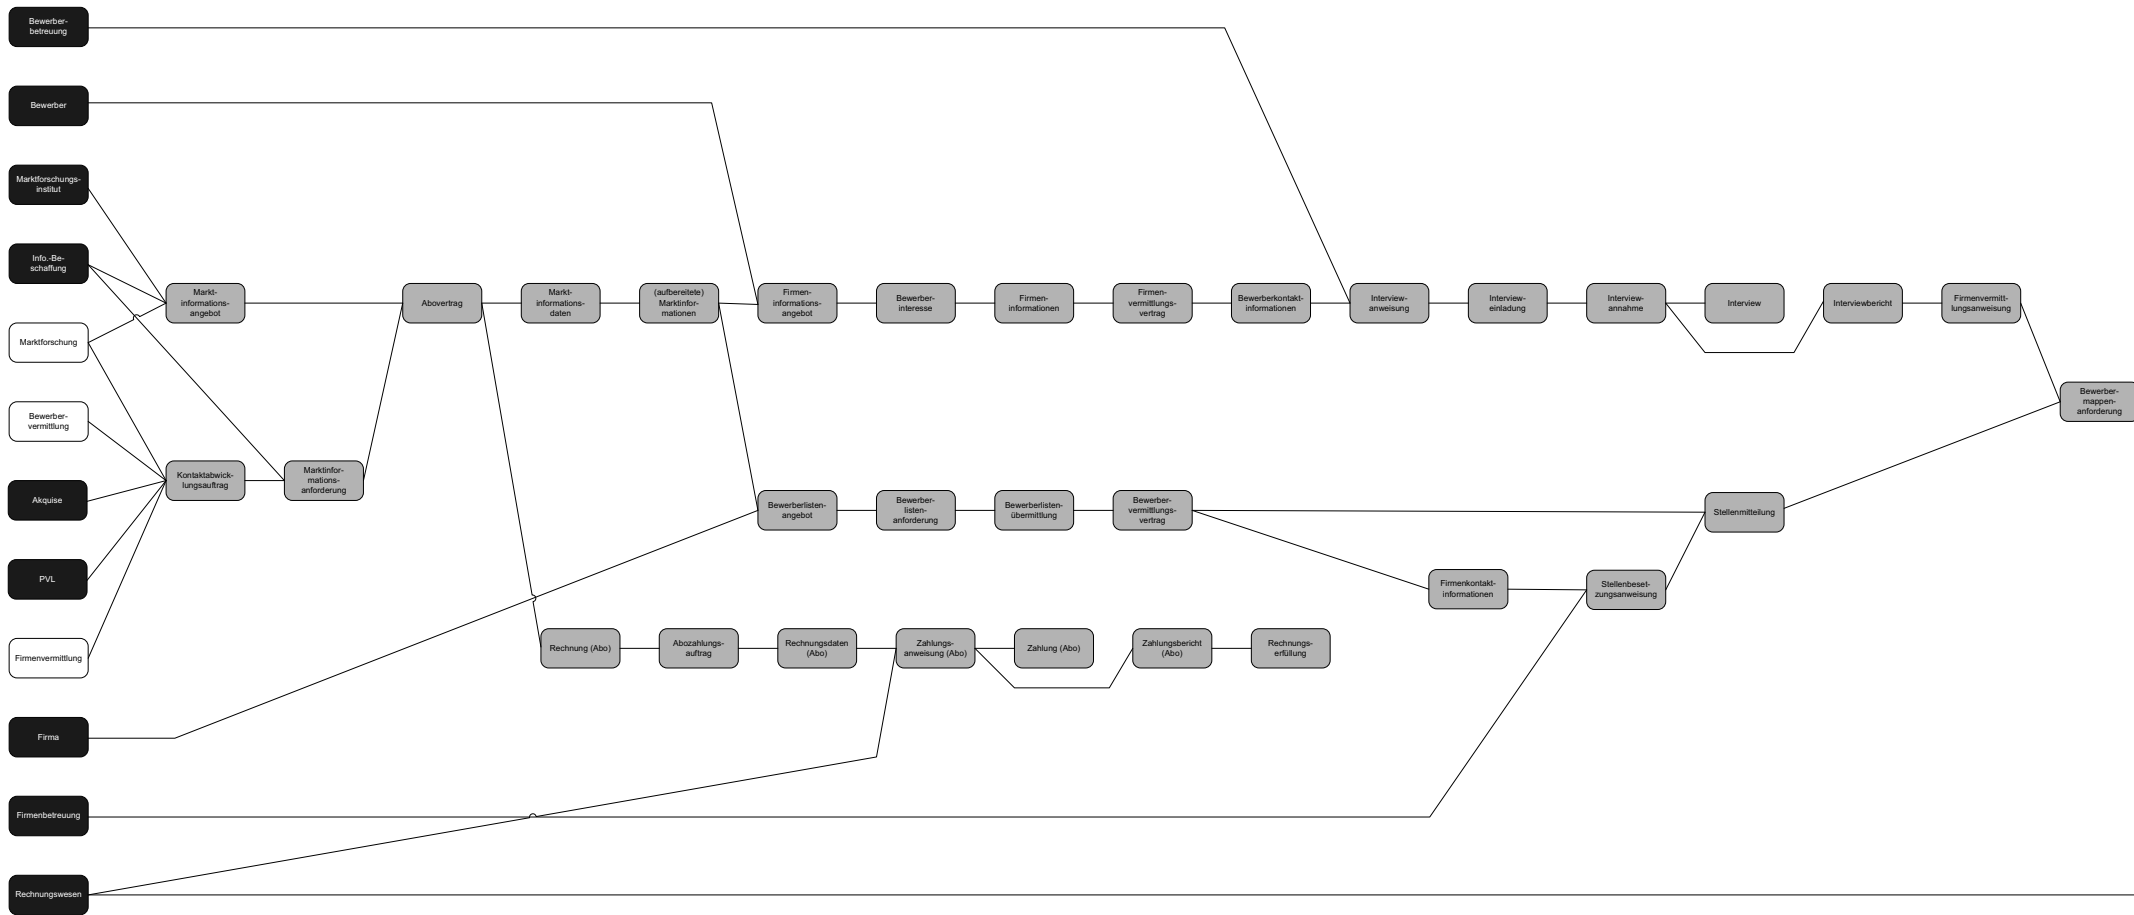 Bewerber-
betreuung
Bewerber
Marktforschungs-
institut
Info.-Be-
schaffung
Marktforschung
Bewerber-
vermittlung
Akquise
PVL
Firmenvermittlung
Firma
Firmenbetreuung
Rechnungswesen
Markt-
informations-
angebot
Kontaktabwick-
lungsauftrag
Marktinfor-
mations-
anforderung
Abovertrag
Markt-
informations-
daten
(aufbereitete)
Marktinfor-
mationen
Firmen-
informations-
angebot
Bewerber-
interesse
Firmen-
informationen
Firmen-
vermittlungs-
vertrag
Bewerberkontakt-
informationen
Interview-
anweisung
Interview-
einladung
Interview-
annahme
Interview
Interviewbericht
Firmenvermitt-
lungsanweisung
Bewerber-
mappen-
anforderung
Bewerberlisten-
angebot
Bewerber-
listen-
anforderung
Bewerberlisten-
übermittlung
Bewerber-
vermittlungs-
vertrag
Stellenmitteilung
Firmenkontakt-
informationen
Stellenbeset-
zungsanweisung
Rechnung (Abo)
Abozahlungs-
auftrag
Rechnungsdaten
(Abo)
Zahlungs-
anweisung (Abo)
Zahlung (Abo)
Zahlungsbericht
(Abo)
Rechnungs-
erfüllung